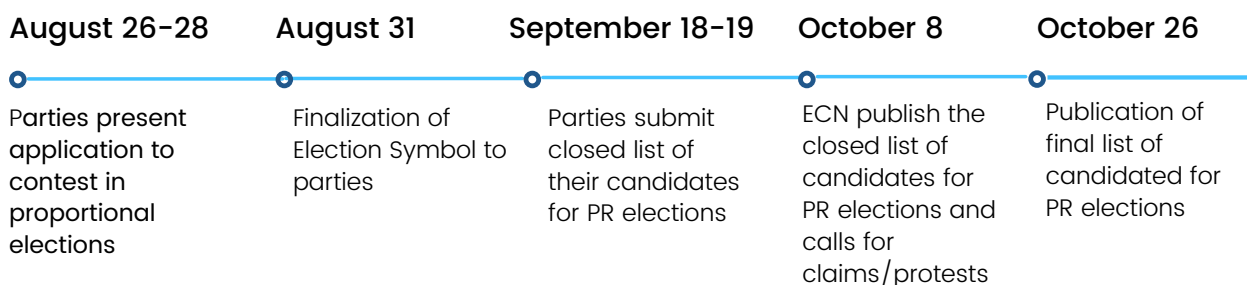 August 26-28
Parties present
application to
contest in
proportional
elections
August 31
Finalization of
Election Symbol to
parties
September 18-19
Parties submit
closed list of
their candidates
for PR elections
October 8
ECN publish the
closed list of
candidates for
PR elections and
calls for
claims/protests
October 26
Publication of
final list of
candidated for
PR elections